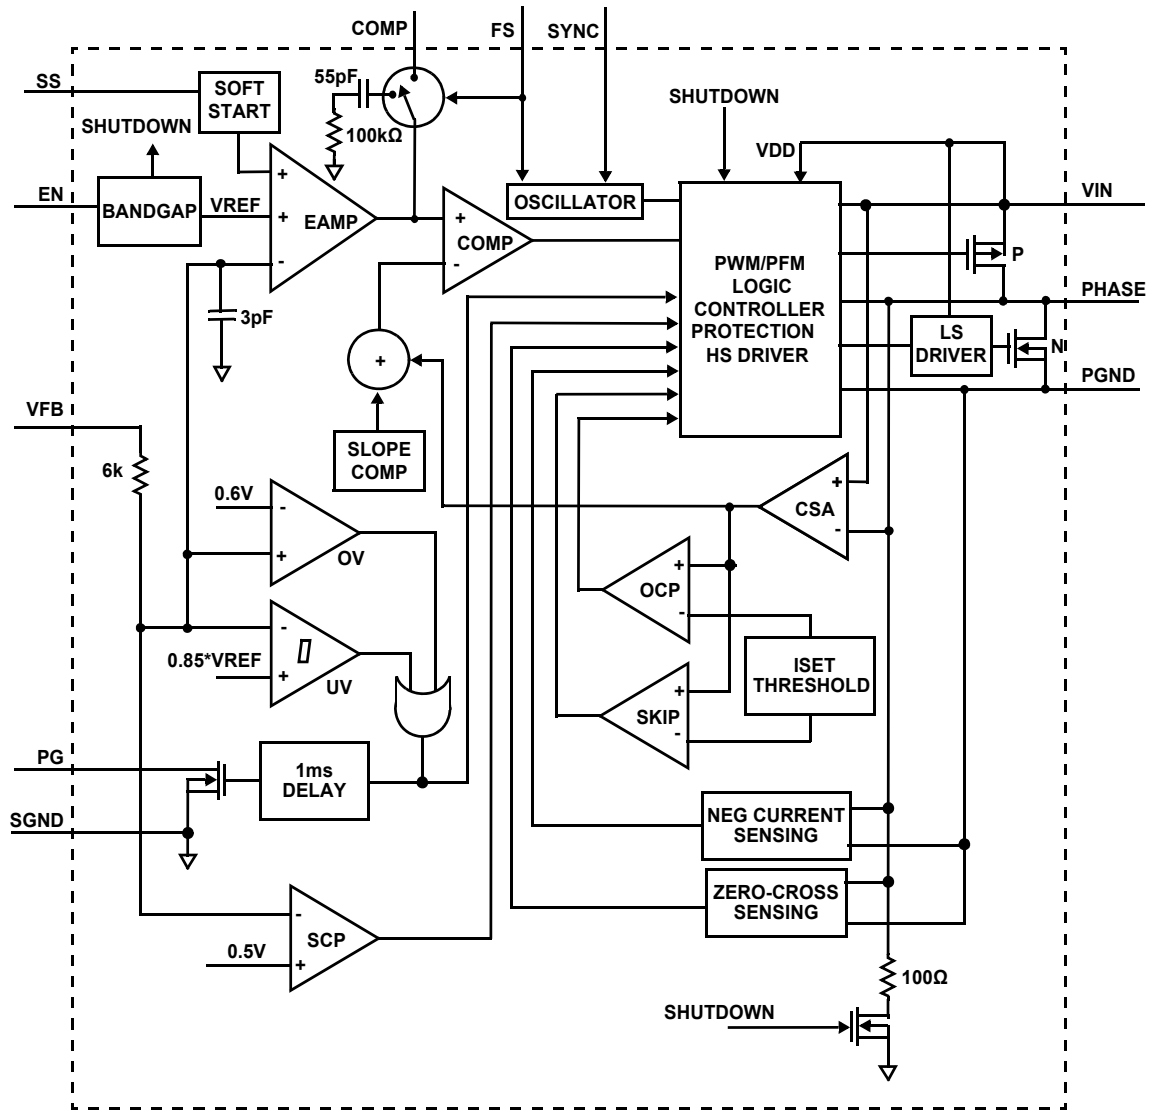 COMP
FS
SYNC
SS
SOFT
START
55pF
100kΩ
SHUTDOWN
SHUTDOWN
VDD
EN
BANDGAP
VREF
+
+
-
EAMP
+
-
COMP
OSCILLATOR
VIN
PWM/PFM
LOGIC
CONTROLLER
PROTECTION
HS DRIVER
P
PHASE
3pF
LS
DRIVER
N
PGND
+
VFB
SLOPE
COMP
6k
0.6V
-
+
OV
+
-
CSA
+
-
OCP
0.85*VREF
-
+
UV
ISET
THRESHOLD
+
-
SKIP
PG
1ms
DELAY
SGND
NEG CURRENT
SENSING
ZERO-CROSS
SENSING
0.5V
-
+
SCP
100Ω
SHUTDOWN